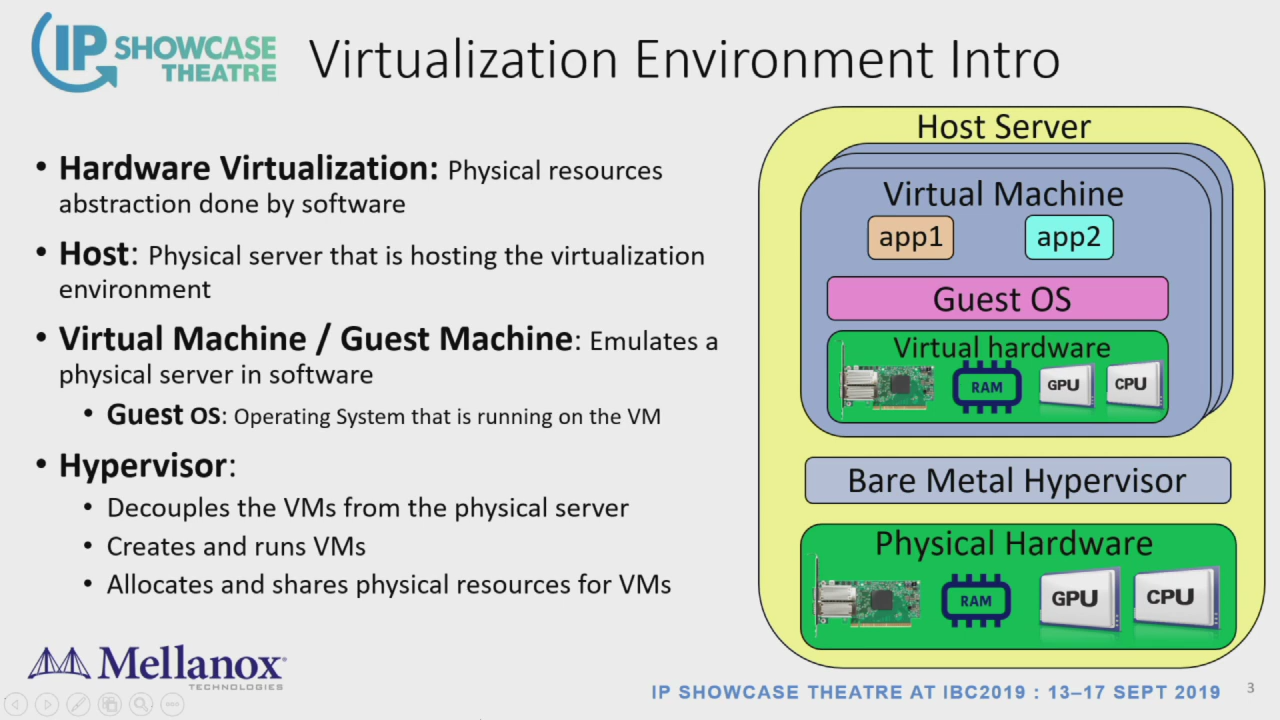 IP SHOWCASE
THEATRE
Virtualization Environment Intro
• Hardware Virtualization: Physical resources
abstraction done by software
• Host: Physical server that is hosting the virtualization
environment
• Virtual Machine / Guest Machine: Emulates a
physical server in software
• Guest OS: Operating System that is running on the VM
• Hypervisor:
• Decouples the VMs from the physical server
• Creates and runs VMs
• Allocates and shares physical resources for VMs
Host Server
Virtual Machine
app1 app2
Guest OS
Virtual hardware
RAM GPU CPU
Bare Metal Hypervisor
Physical Hardware
RAM GPU CPU
Mellanox®
TECHNOLOGIES
IP SHOWCASE THEATRE AT IBC2019 : 13–17 SEPT 2019
3